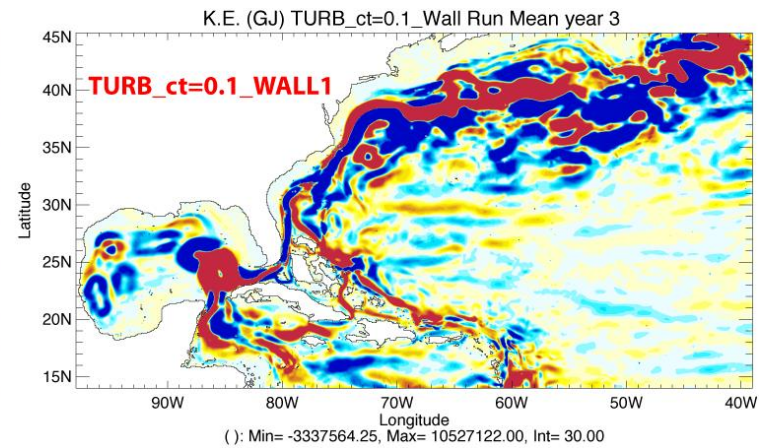 K.E. (GJ) TURB_ct=0.1_Wall Run Mean year 3
45N
TURB_ct=0.1_WALL1
40N
35N
30N
25N
20N
15N
Latitude
90W 80W 70W 60W 50W 40W
Longitude
( ): Min= -3337564.25, Max= 10527122.00, Int= 30.00